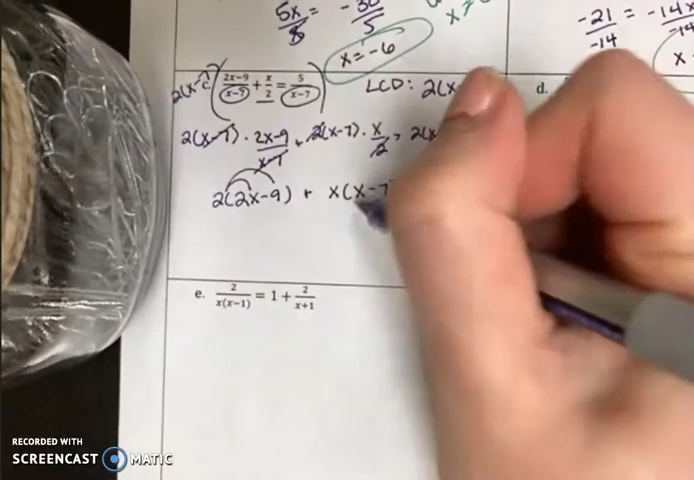 5x/5 = -30/5
x = -6
-21/-14 = -14x/-14
x
2(x-7)
c. (2x-9)/(x-7) + x/2 = 5/(x-7)
LCD: 2(x-
d.
2(x-7) · (2x-9)/(x-7) + 2(x-7) · x/2 = 2(x
2(2x-9) + x(x-7
e. 2/(x(x-1)) = 1 + 2/(x+1)
RECORDED WITH
SCREENCAST MATIC